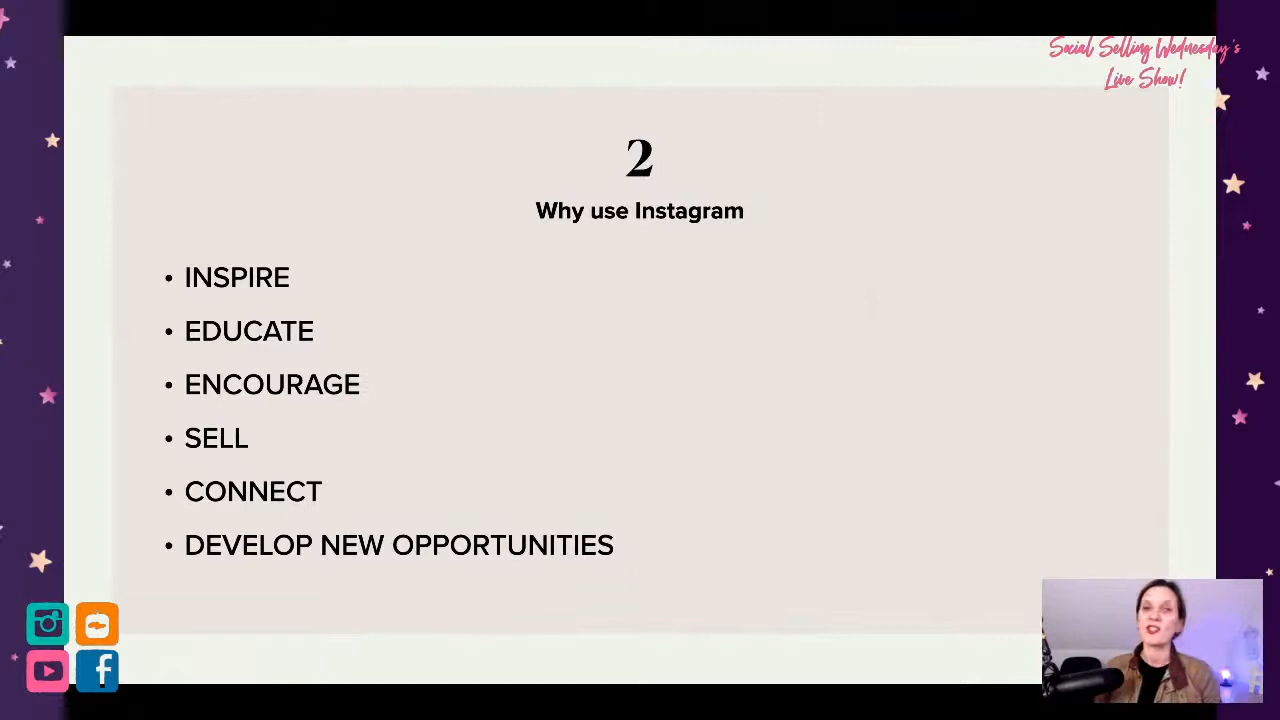 Social Selling Wednesday's
Live Show!
2
Why use Instagram
• INSPIRE
• EDUCATE
• ENCOURAGE
• SELL
• CONNECT
• DEVELOP NEW OPPORTUNITIES